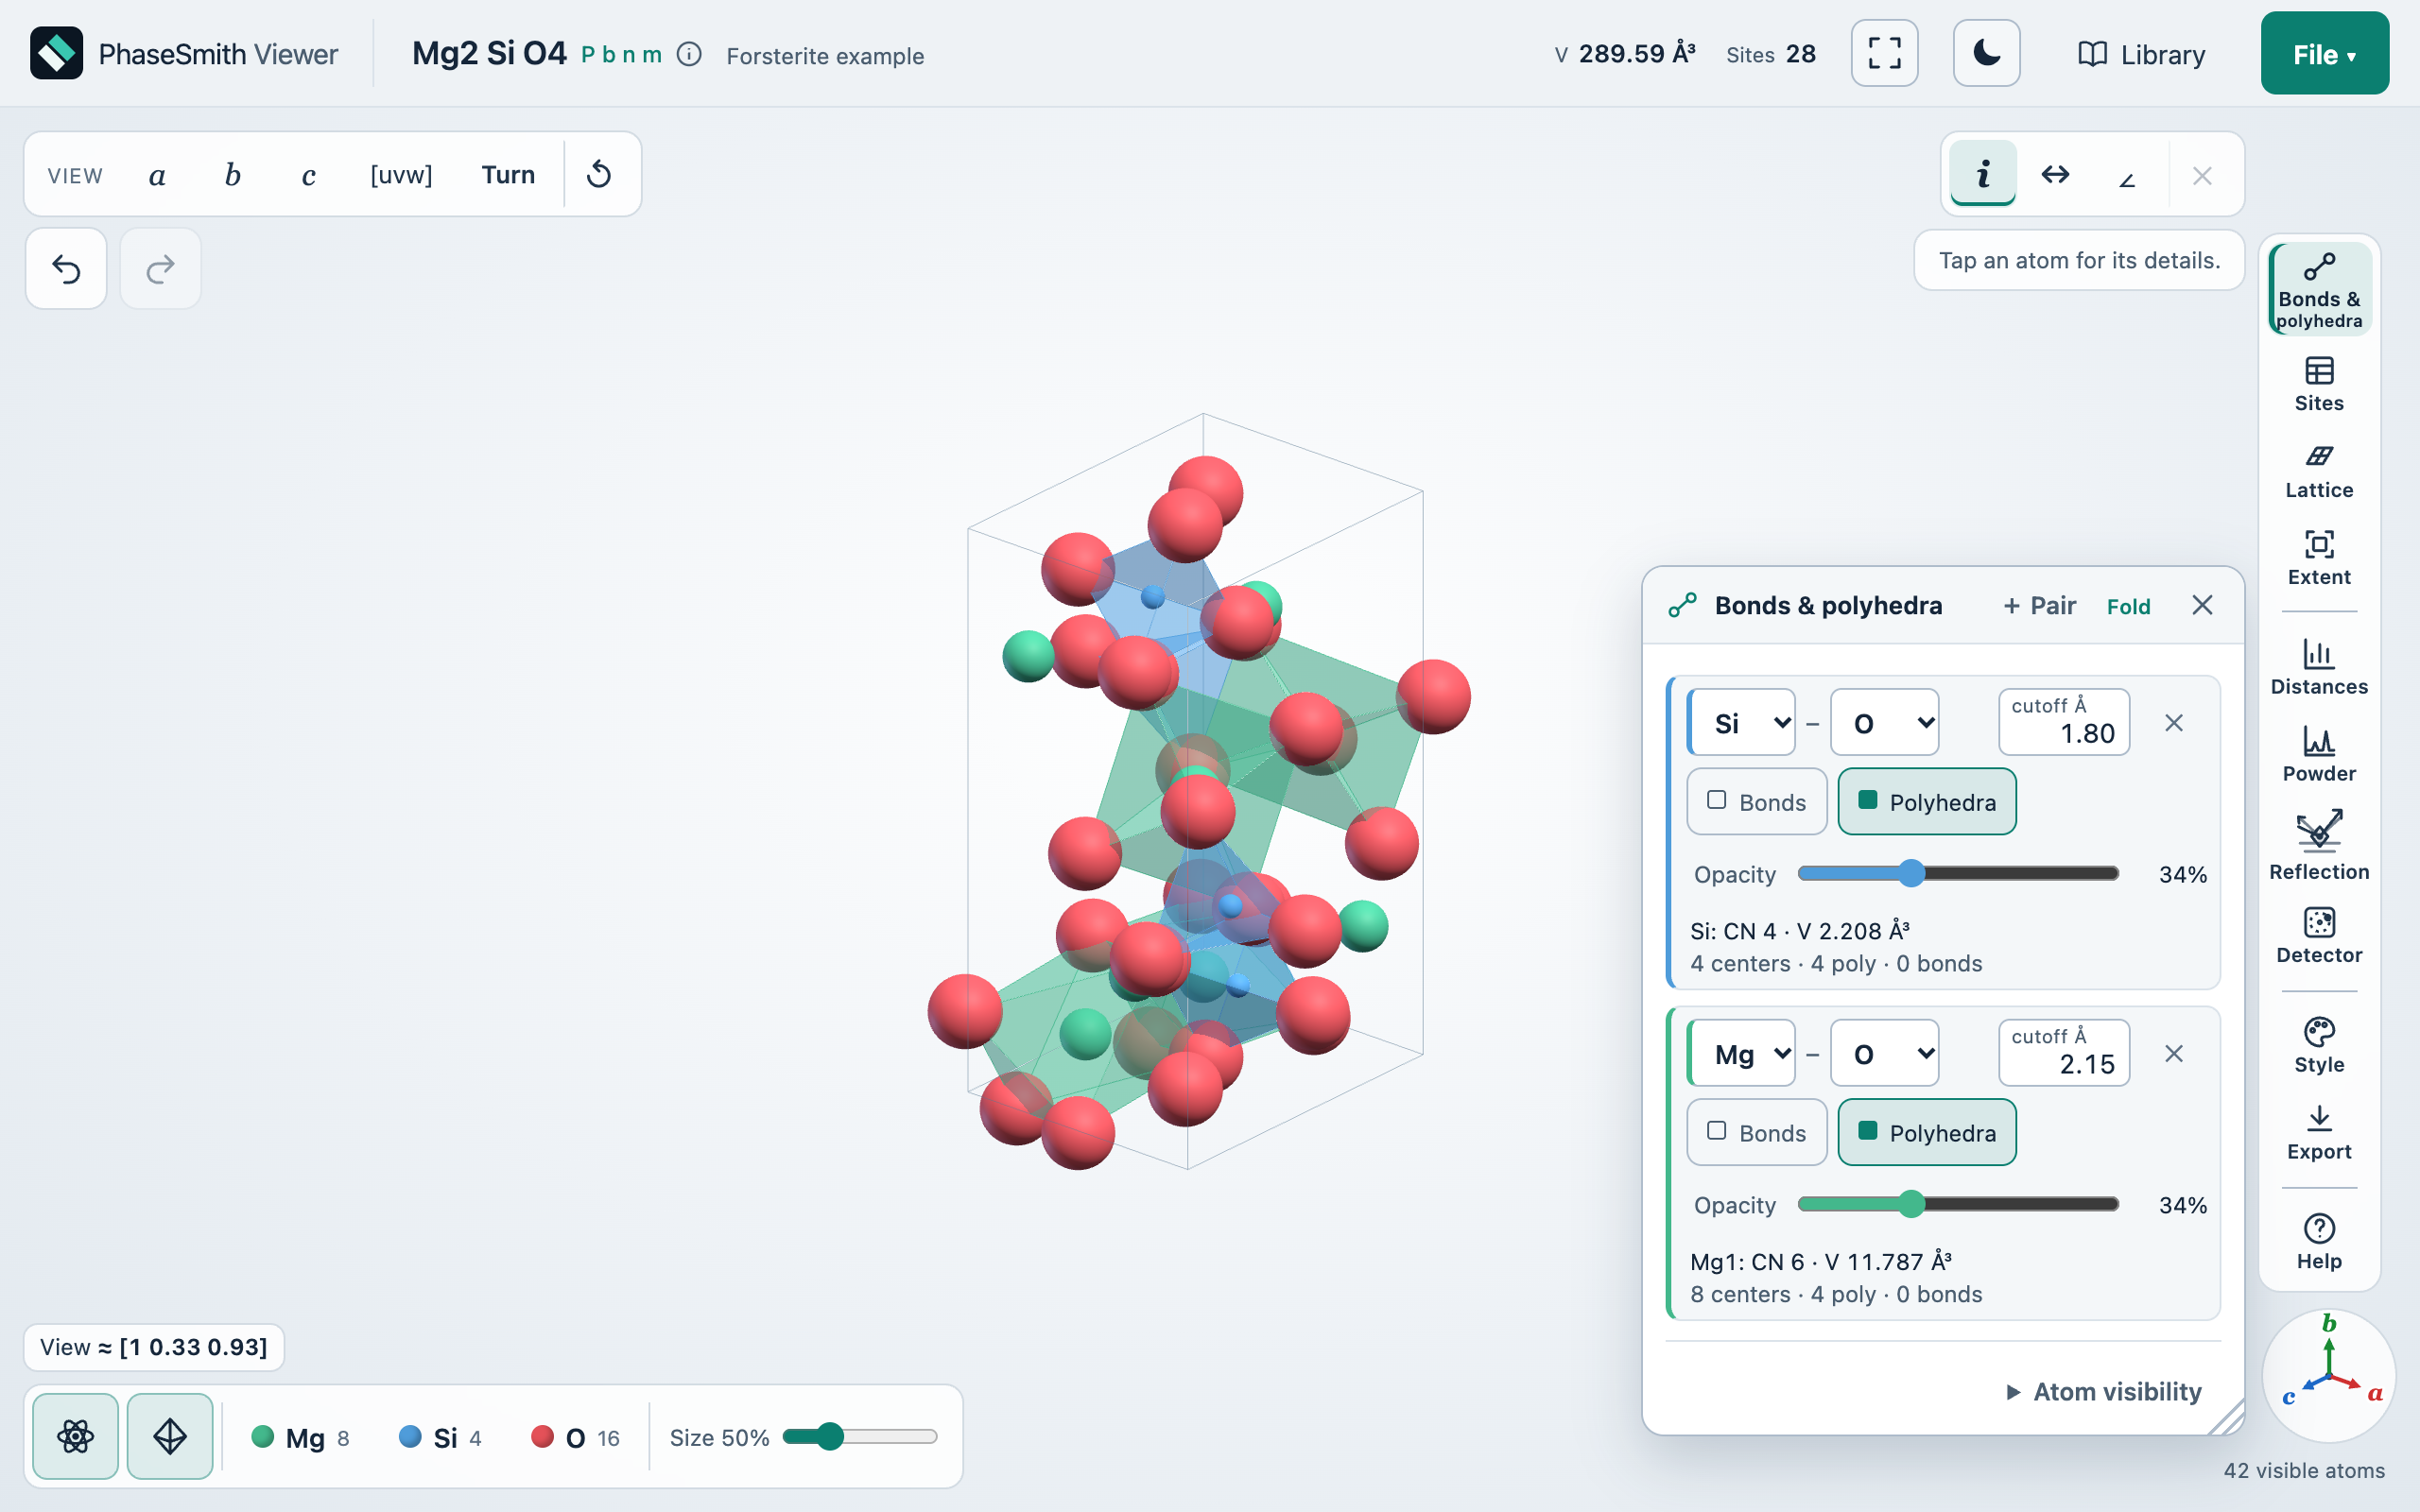 PhaseSmith Viewer
Mg2 Si O4 P b n m i Forsterite example
V 289.59 Å³ Sites 28
Library
File ▾
VIEW a b c [uvw] Turn
i
Tap an atom for its details.
Bonds &
polyhedra
Sites
Lattice
Extent
Distances
Powder
Reflection
Detector
Style
Export
Help
Bonds & polyhedra + Pair Fold
Si – O cutoff Å 1.80
Bonds Polyhedra
Opacity 34%
Si: CN 4 · V 2.208 Å³
4 centers · 4 poly · 0 bonds
Mg – O cutoff Å 2.15
Bonds Polyhedra
Opacity 34%
Mg1: CN 6 · V 11.787 Å³
8 centers · 4 poly · 0 bonds
▶ Atom visibility
View ≈ [1 0.33 0.93]
Mg 8 Si 4 O 16 Size 50%
b
c a
42 visible atoms